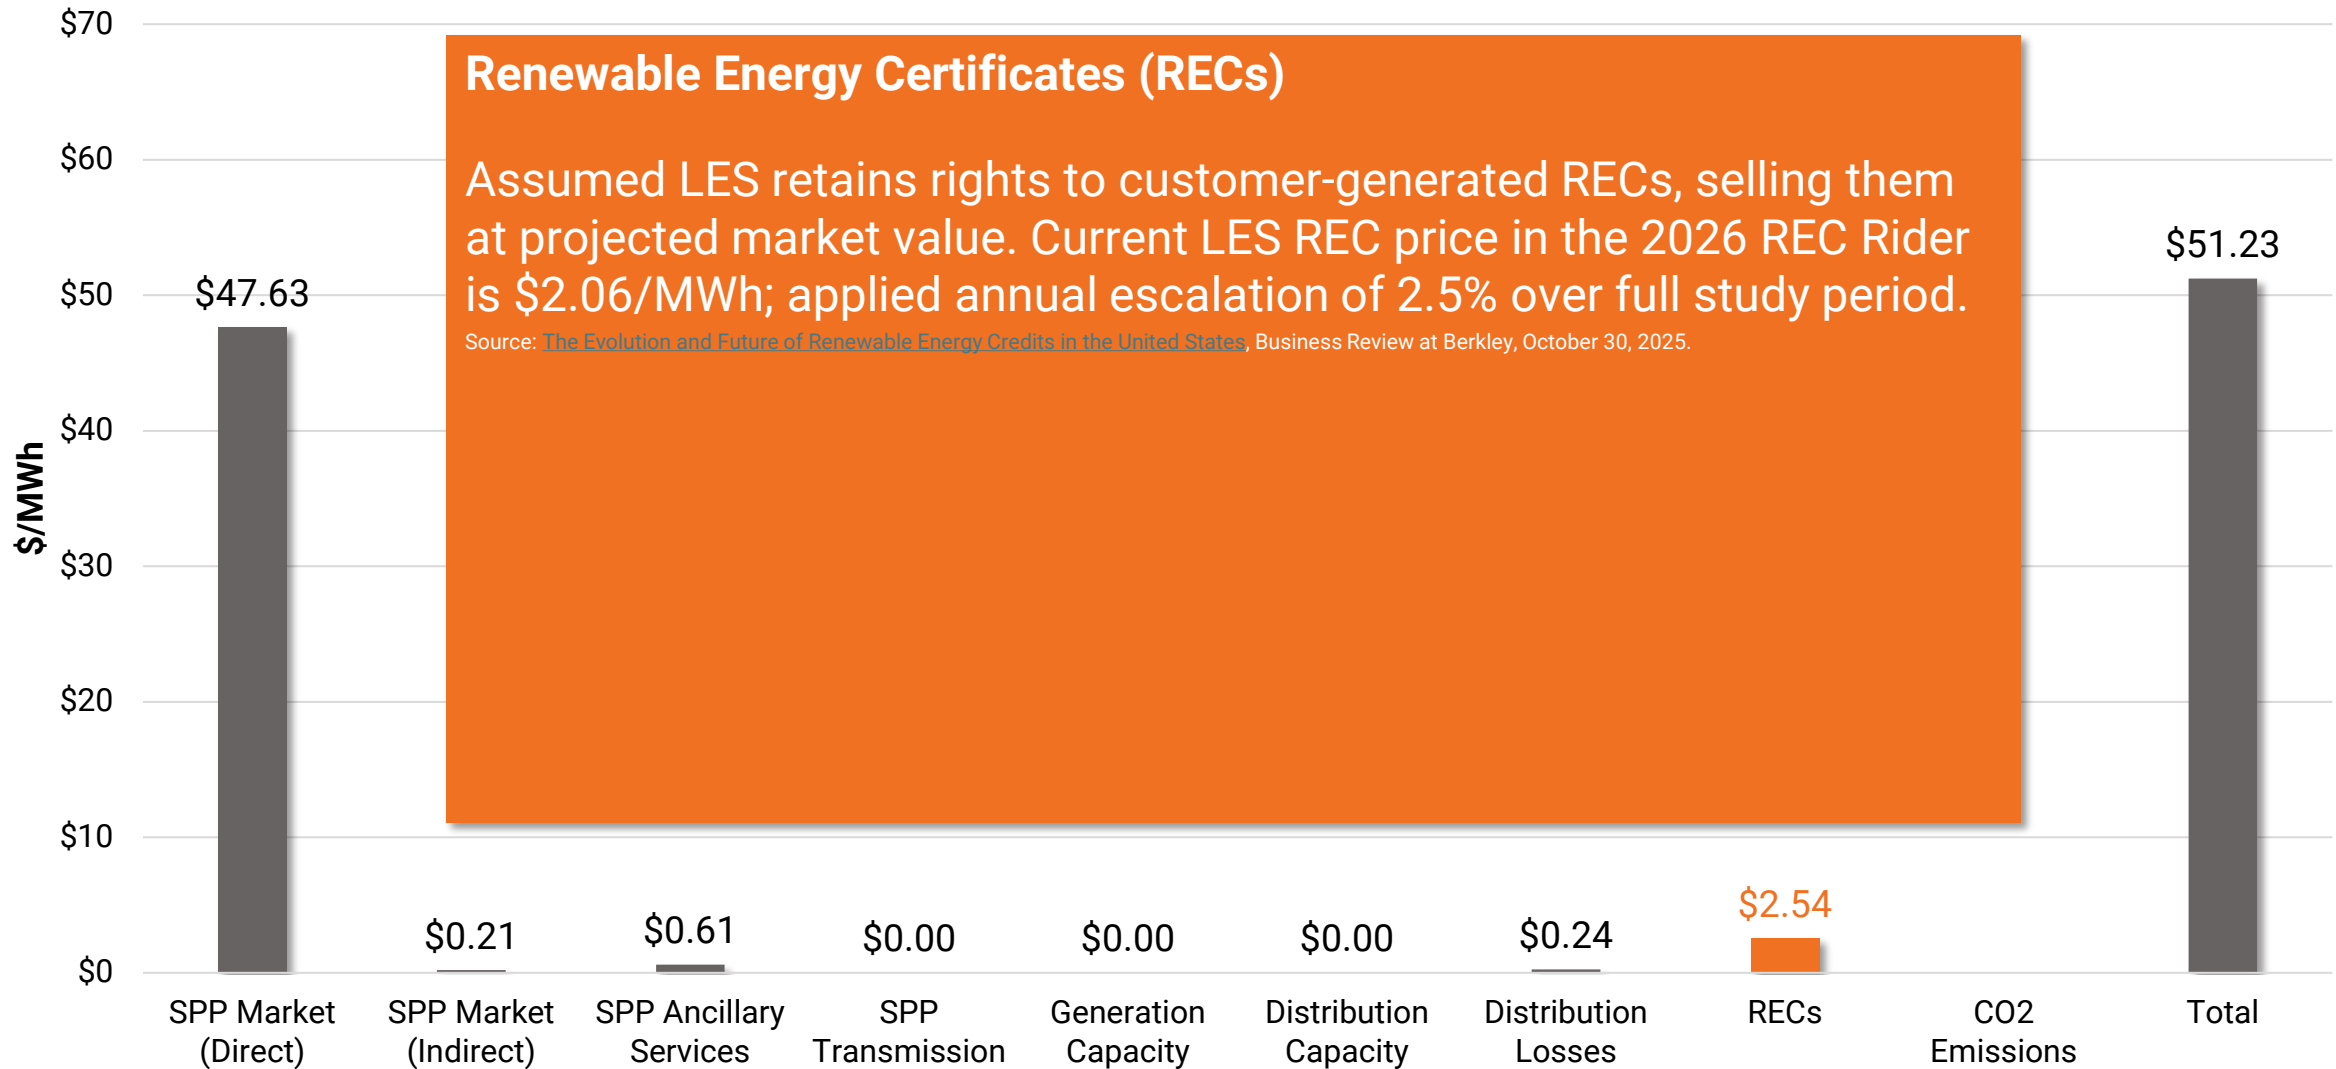 $70
$60
$50
$40
$30
$20
$10
$0
$/MWh
Renewable Energy Certificates (RECs)
Assumed LES retains rights to customer-generated RECs, selling them
at projected market value. Current LES REC price in the 2026 REC Rider
is $2.06/MWh; applied annual escalation of 2.5% over full study period.
Source: The Evolution and Future of Renewable Energy Credits in the United States, Business Review at Berkley, October 30, 2025.
$47.63
$0.21
$0.61
$0.00
$0.00
$0.00
$0.24
$2.54
$51.23
SPP Market
(Direct)
SPP Market
(Indirect)
SPP Ancillary
Services
SPP
Transmission
Generation
Capacity
Distribution
Capacity
Distribution
Losses
RECs
CO2
Emissions
Total